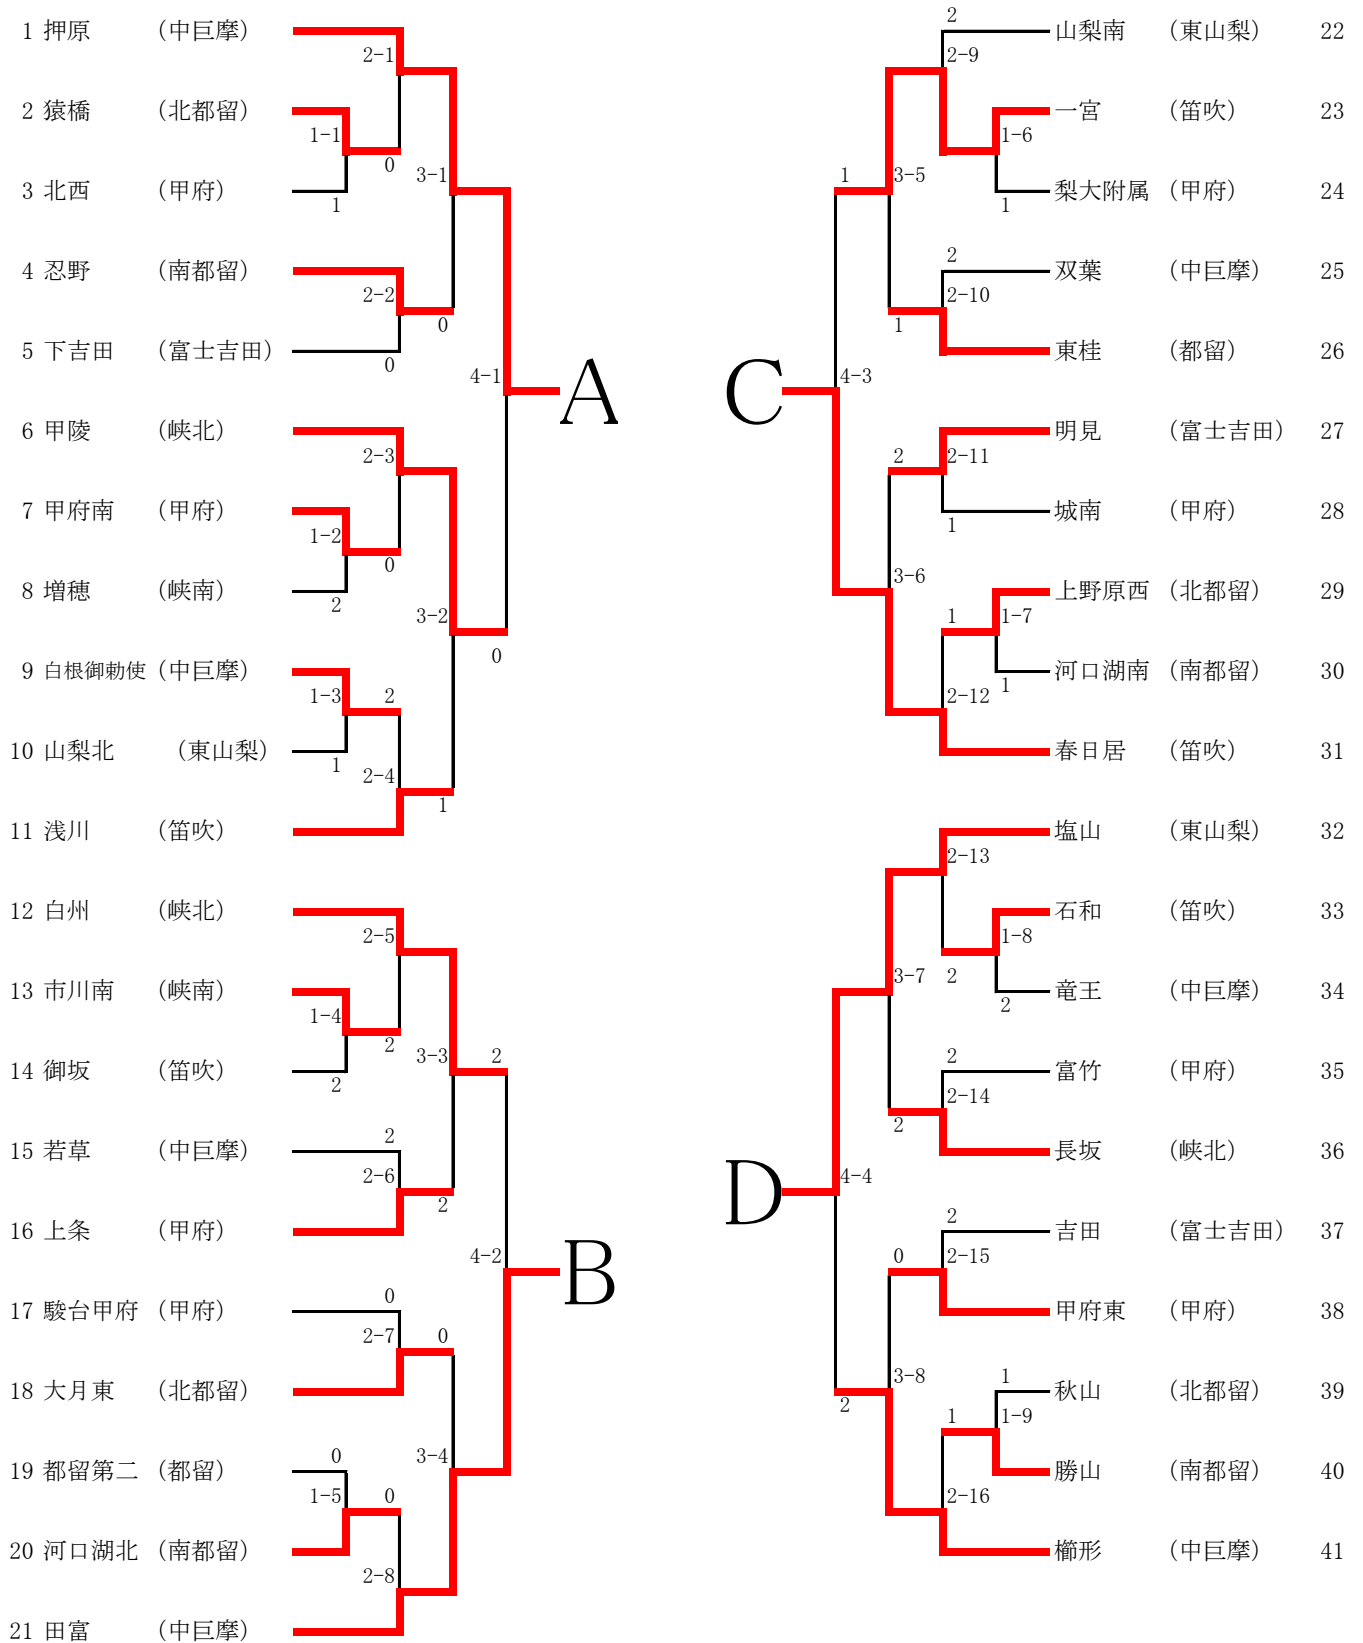 1 押原 （中巨摩）
2-1
2 猿橋 （北都留）
1-1
0
3 北西 （甲府）
1
3-1
4 忍野 （南都留）
2-2
0
5 下吉田 （富士吉田）
0
4-1
A
6 甲陵 （峡北）
2-3
7 甲府南 （甲府）
1-2
0
8 増穂 （峡南）
2
3-2
0
9 白根御勅使 （中巨摩）
1-3
2
10 山梨北 （東山梨）
1
2-4
1
11 浅川 （笛吹）
12 白州 （峡北）
2-5
13 市川南 （峡南）
1-4
2
3-3
2
14 御坂 （笛吹）
2
15 若草 （中巨摩）
2
2-6
2
16 上条 （甲府）
4-2
B
17 駿台甲府 （甲府）
0
2-7
0
18 大月東 （北都留）
3-4
19 都留第二 （都留）
0
1-5
0
20 河口湖北 （南都留）
2-8
21 田富 （中巨摩）
2
山梨南 （東山梨） 22
2-9
一宮 （笛吹） 23
1-6
1
3-5
梨大附属 （甲府） 24
1
2
双葉 （中巨摩） 25
2-10
1
東桂 （都留） 26
C
4-3
明見 （富士吉田） 27
2
2-11
城南 （甲府） 28
1
3-6
上野原西 （北都留） 29
1
1-7
河口湖南 （南都留） 30
1
2-12
春日居 （笛吹） 31
塩山 （東山梨） 32
2-13
石和 （笛吹） 33
1-8
3-7
2
竜王 （中巨摩） 34
2
2
富竹 （甲府） 35
2-14
2
長坂 （峡北） 36
D
4-4
2
吉田 （富士吉田） 37
0
2-15
甲府東 （甲府） 38
3-8
2
1
秋山 （北都留） 39
1
1-9
勝山 （南都留） 40
2-16
櫛形 （中巨摩） 41